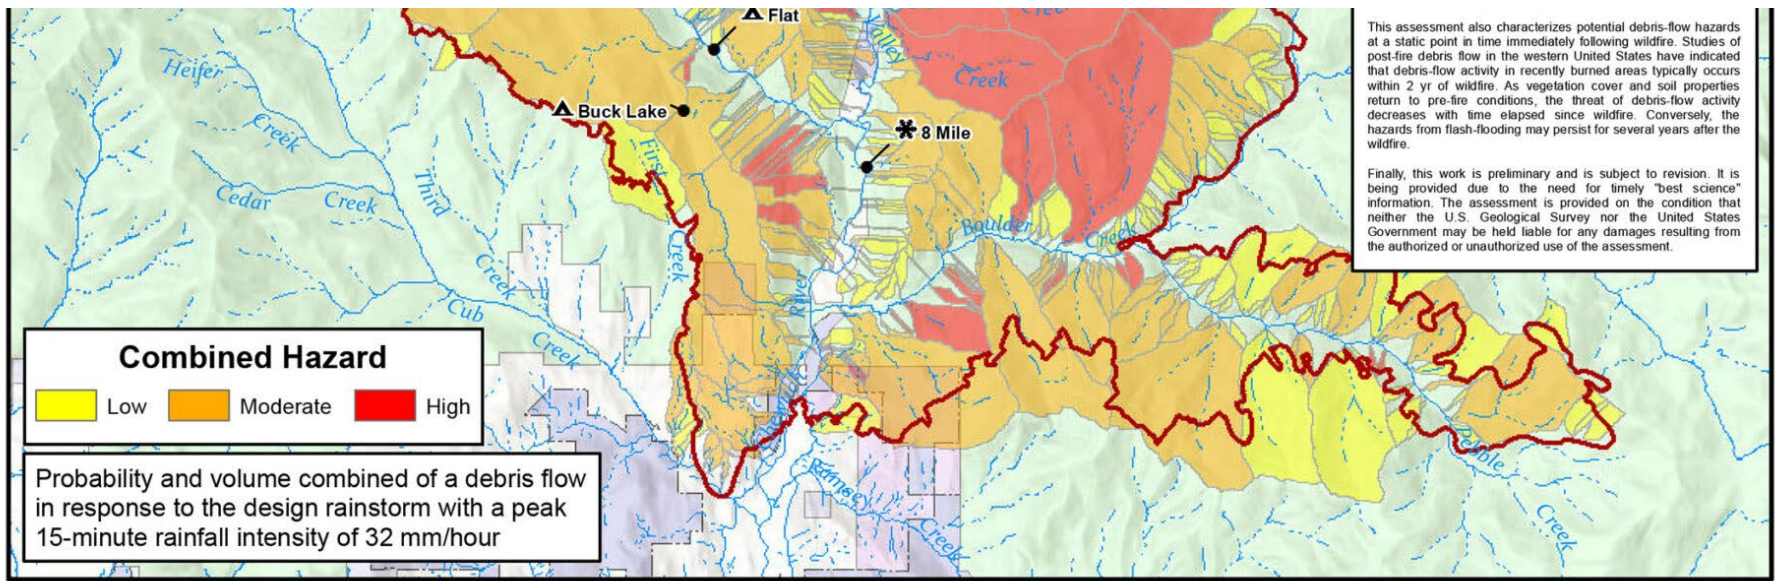 Flat
Creek
Valley
Creek
This assessment also characterizes potential debris-flow hazards
at a static point in time immediately following wildfire. Studies of
post-fire debris flow in the western United States have indicated
that debris-flow activity in recently burned areas typically occurs
within 2 yr of wildfire. As vegetation cover and soil properties
return to pre-fire conditions, the threat of debris-flow activity
decreases with time elapsed since wildfire. Conversely, the
hazards from flash-flooding may persist for several years after the
wildfire.
Finally, this work is preliminary and is subject to revision. It is
being provided due to the need for timely "best science"
information. The assessment is provided on the condition that
neither the U.S. Geological Survey nor the United States
Government may be held liable for any damages resulting from
the authorized or unauthorized use of the assessment.
Heifer
Creek
Buck Lake
8 Mile
First
Creek
Third
Creek
Cedar Creek
Boulder
Creek
River
Cub
Creek
Combined Hazard
Low
Moderate
High
Probability and volume combined of a debris flow
in response to the design rainstorm with a peak
15-minute rainfall intensity of 32 mm/hour
Ramsey
Creek
Pebble
Creek